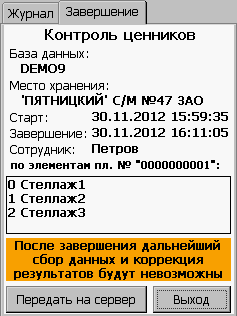 Журнал Завершение
Контроль ценников
База данных:
DEMO9
Место хранения:
'ПЯТНИЦКИЙ' С/М №47 ЗАО
Старт: 30.11.2012 15:59:35
Завершение: 30.11.2012 16:11:05
Сотрудник: Петров
по элементам пл. № "0000000001":
0 Стеллаж1
1 Стеллаж2
2 Стеллаж3
После завершения дальнейший
сбор данных и коррекция
результатов будут невозможны
Передать на сервер Выход